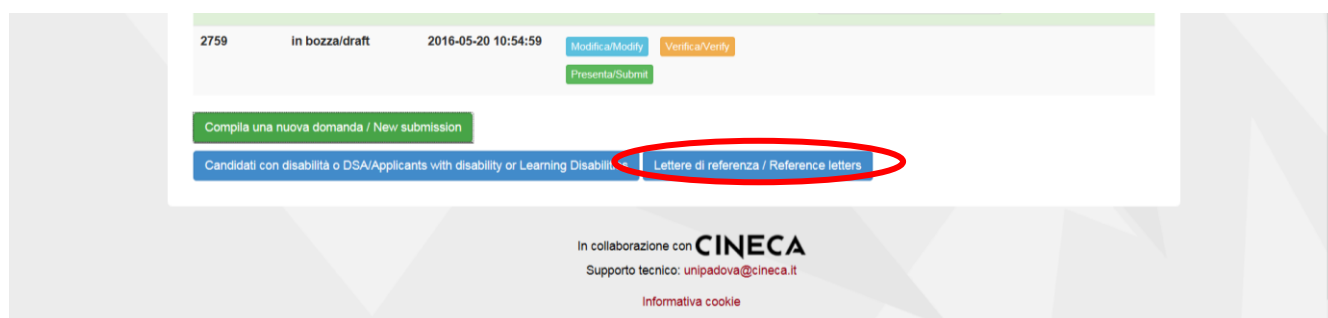 2759 in bozza/draft 2016-05-20 10:54:59 Modifica/Modify Verifica/Verify
Presenta/Submit
Compila una nuova domanda / New submission
Candidati con disabilità o DSA/Applicants with disability or Learning Disabilities Lettere di referenza / Reference letters
In collaborazione con CINECA
Supporto tecnico: unipadova@cineca.it
Informativa cookie